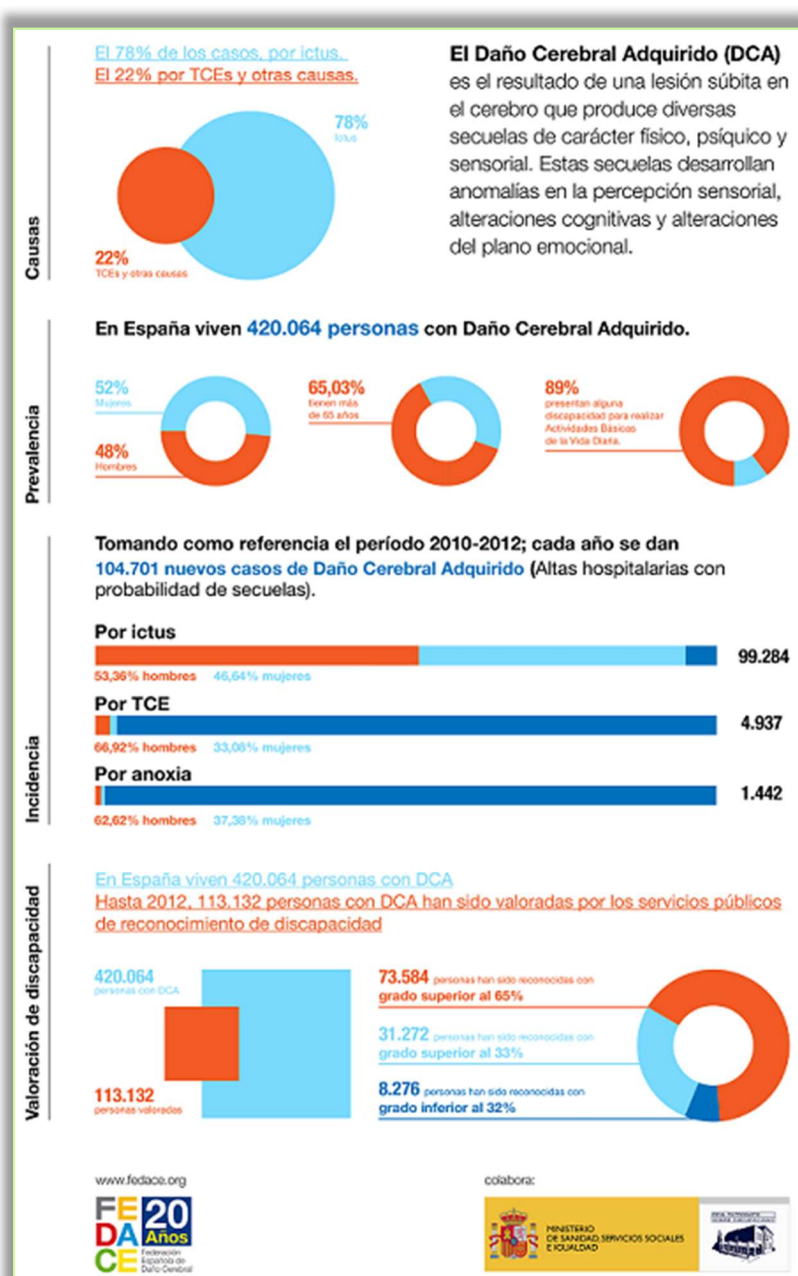 El 78% de los casos, por ictus.
El 22% por TCEs y otras causas.
78%
Ictus
22%
TCEs y otras causas
Causas
El Daño Cerebral Adquirido (DCA)
es el resultado de una lesión súbita en
el cerebro que produce diversas
secuelas de carácter físico, psíquico y
sensorial. Estas secuelas desarrollan
anomalías en la percepción sensorial,
alteraciones cognitivas y alteraciones
del plano emocional.
Prevalencia
En España viven 420.064 personas con Daño Cerebral Adquirido.
52%
Mujeres
48%
Hombres
65,03%
tienen más
de 65 años
89%
presentan alguna
discapacidad para realizar
Actividades Básicas
de la Vida Diaria.
Incidencia
Tomando como referencia el período 2010-2012; cada año se dan
104.701 nuevos casos de Daño Cerebral Adquirido (Altas hospitalarias con
probabilidad de secuelas).
Por ictus
99.284
53,36% hombres 46,64% mujeres
Por TCE
4.937
66,92% hombres 33,08% mujeres
Por anoxia
1.442
62,62% hombres 37,38% mujeres
Valoración de discapacidad
En España viven 420.064 personas con DCA
Hasta 2012, 113.132 personas con DCA han sido valoradas por los servicios públicos
de reconocimiento de discapacidad
420.064
personas con DCA
113.132
personas valoradas
73.584 personas han sido reconocidas con
grado superior al 65%
31.272 personas han sido reconocidas con
grado superior al 33%
8.276 personas han sido reconocidas con
grado inferior al 32%
www.fedace.org
FEDACE
20
Años
Federación
Española de
Daño Cerebral
colabora:
MINISTERIO
DE SANIDAD, SERVICIOS SOCIALES
E IGUALDAD